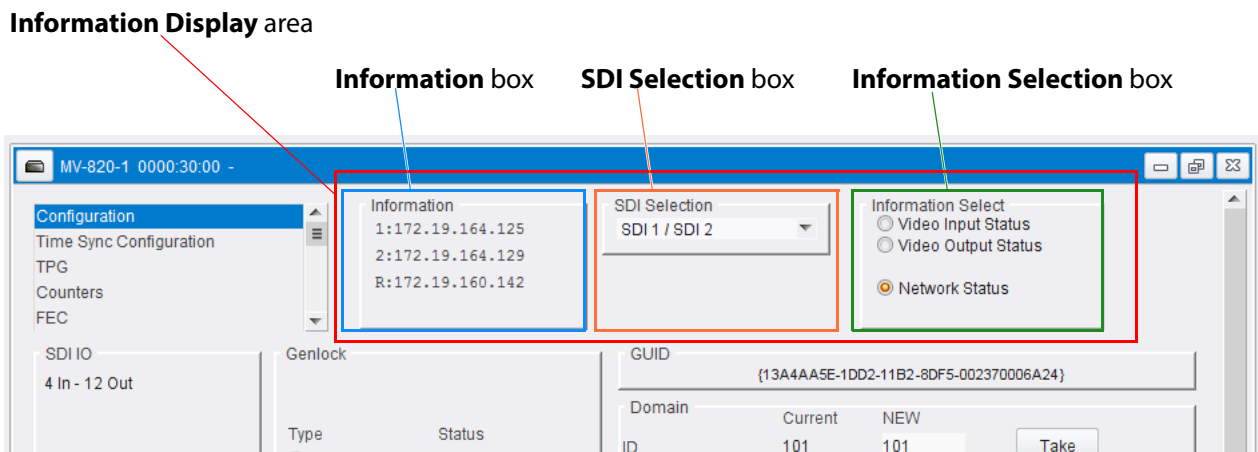 Information Display area
Information box
SDI Selection box
Information Selection box
MV-820-1 0000:30:00 -
Configuration
Time Sync Configuration
TPG
Counters
FEC
Information
1:172.19.164.125
2:172.19.164.129
R:172.19.160.142
SDI Selection
SDI 1 / SDI 2
Information Select
Video Input Status
Video Output Status
Network Status
SDI IO
4 In - 12 Out
Genlock
Type Status
GUID
{13A4AA5E-1DD2-11B2-8DF5-002370006A24}
Domain
Current NEW
ID 101 101 Take